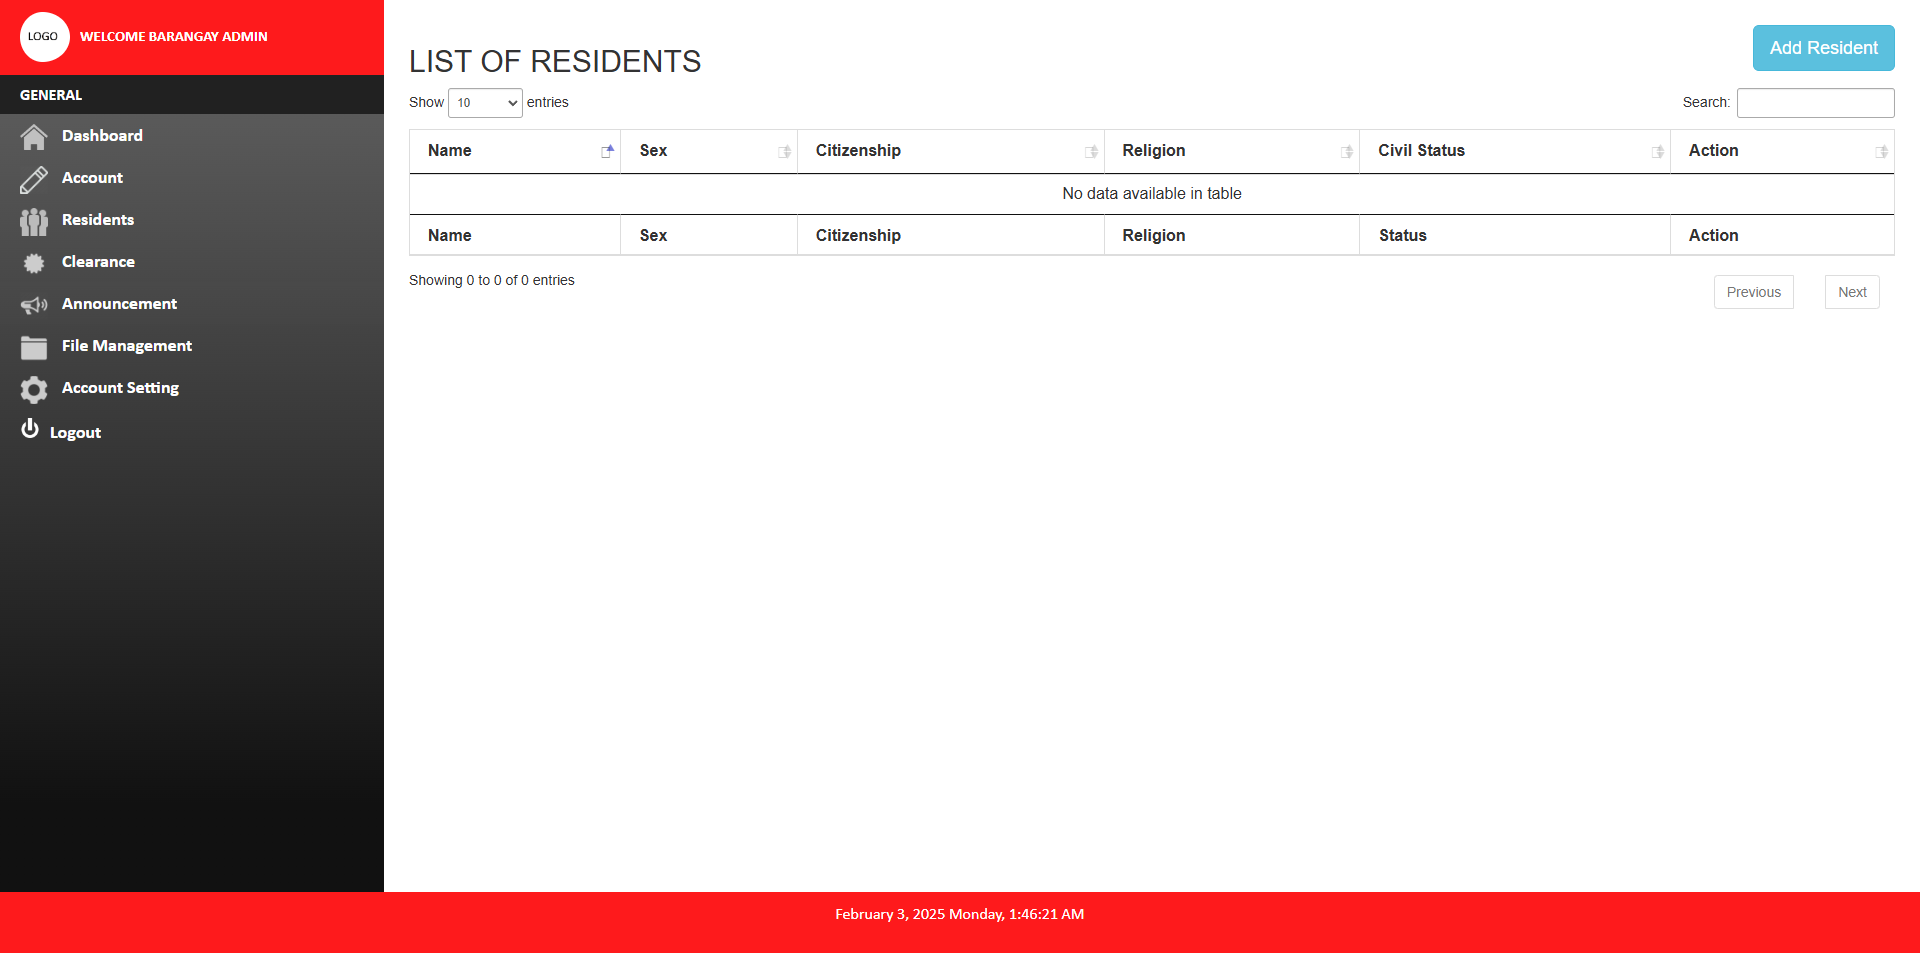 LOGO
WELCOME BARANGAY ADMIN
GENERAL
Dashboard
Account
Residents
Clearance
Announcement
File Management
Account Setting
Logout
LIST OF RESIDENTS
Add Resident
Show 10 entries
Search:
Name Sex Citizenship Religion Civil Status Action
No data available in table
Name Sex Citizenship Religion Status Action
Showing 0 to 0 of 0 entries
Previous Next
February 3, 2025 Monday, 1:46:21 AM